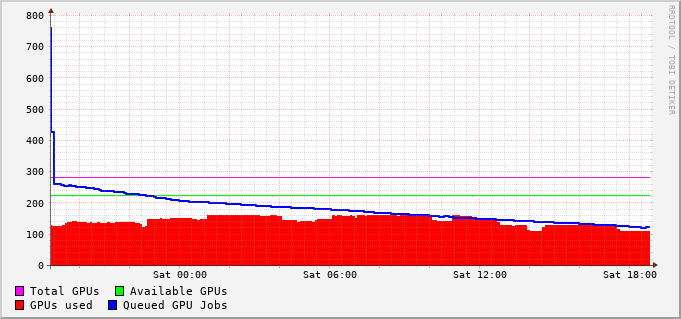 800
700
600
500
400
300
200
100
0
Sat 00:00 Sat 06:00 Sat 12:00 Sat 18:00
Total GPUs Available GPUs
GPUs used Queued GPU Jobs
RRDTOOL / TOBI OETIKER